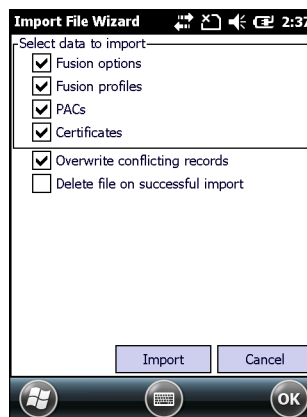 Import File Wizard 2:37
Select data to import
Fusion options
Fusion profiles
PACs
Certificates
Overwrite conflicting records
Delete file on successful import
Import Cancel
OK